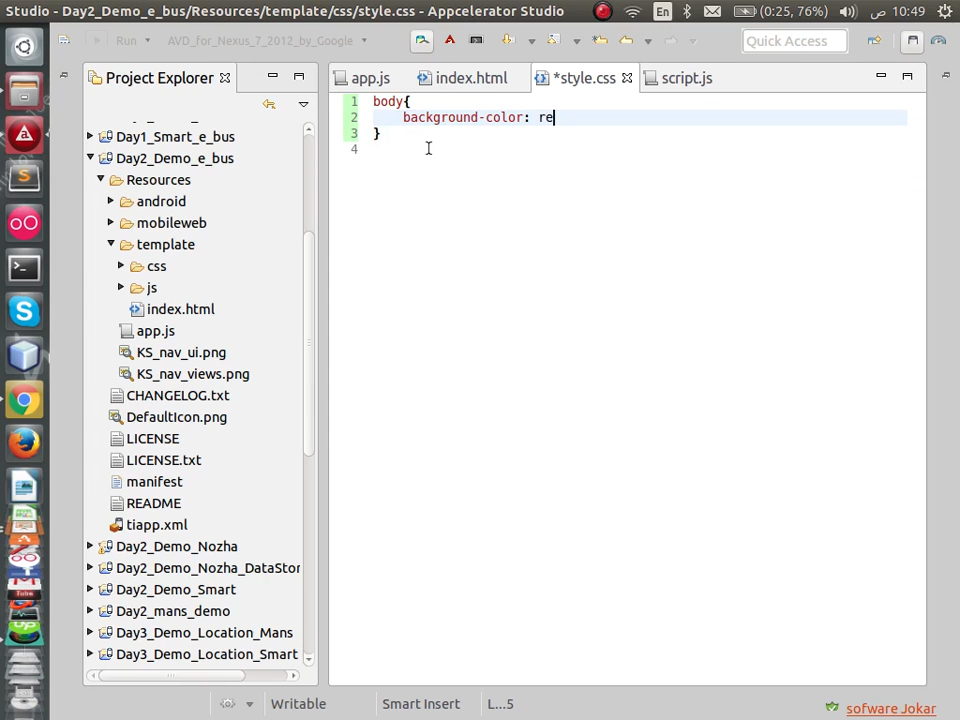 Studio - Day2_Demo_e_bus/Resources/template/css/style.css - Appcelerator Studio
En
(0:25, 76%)
10:49 ص
Run
AVD_for_Nexus_7_2012_by_Google
Quick Access
Project Explorer
app.js
index.html
*style.css
script.js
Day1_Smart_e_bus
Day2_Demo_e_bus
Resources
android
mobileweb
template
css
js
index.html
app.js
KS_nav_ui.png
KS_nav_views.png
CHANGELOG.txt
DefaultIcon.png
LICENSE
LICENSE.txt
manifest
README
tiapp.xml
Day2_Demo_Nozha
Day2_Demo_Nozha_DataStor
Day2_Demo_Smart
Day2_mans_demo
Day3_Demo_Location_Mans
Day3_Demo_Location_Smart
1 body{
2 background-color: re
3 }
4
Writable
Smart Insert
L...5
sofware Jokar